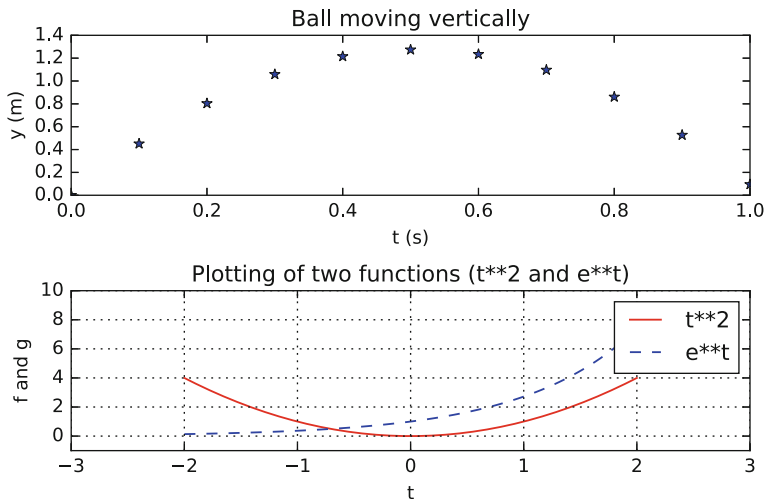 Ball moving vertically
1.4
1.2
1.0
0.8
0.6
0.4
0.2
0.0
y (m)
0.0 0.2 0.4 0.6 0.8 1.0
t (s)
Plotting of two functions (t**2 and e**t)
10
8
6
4
2
0
f and g
t**2
e**t
−3 −2 −1 0 1 2 3
t